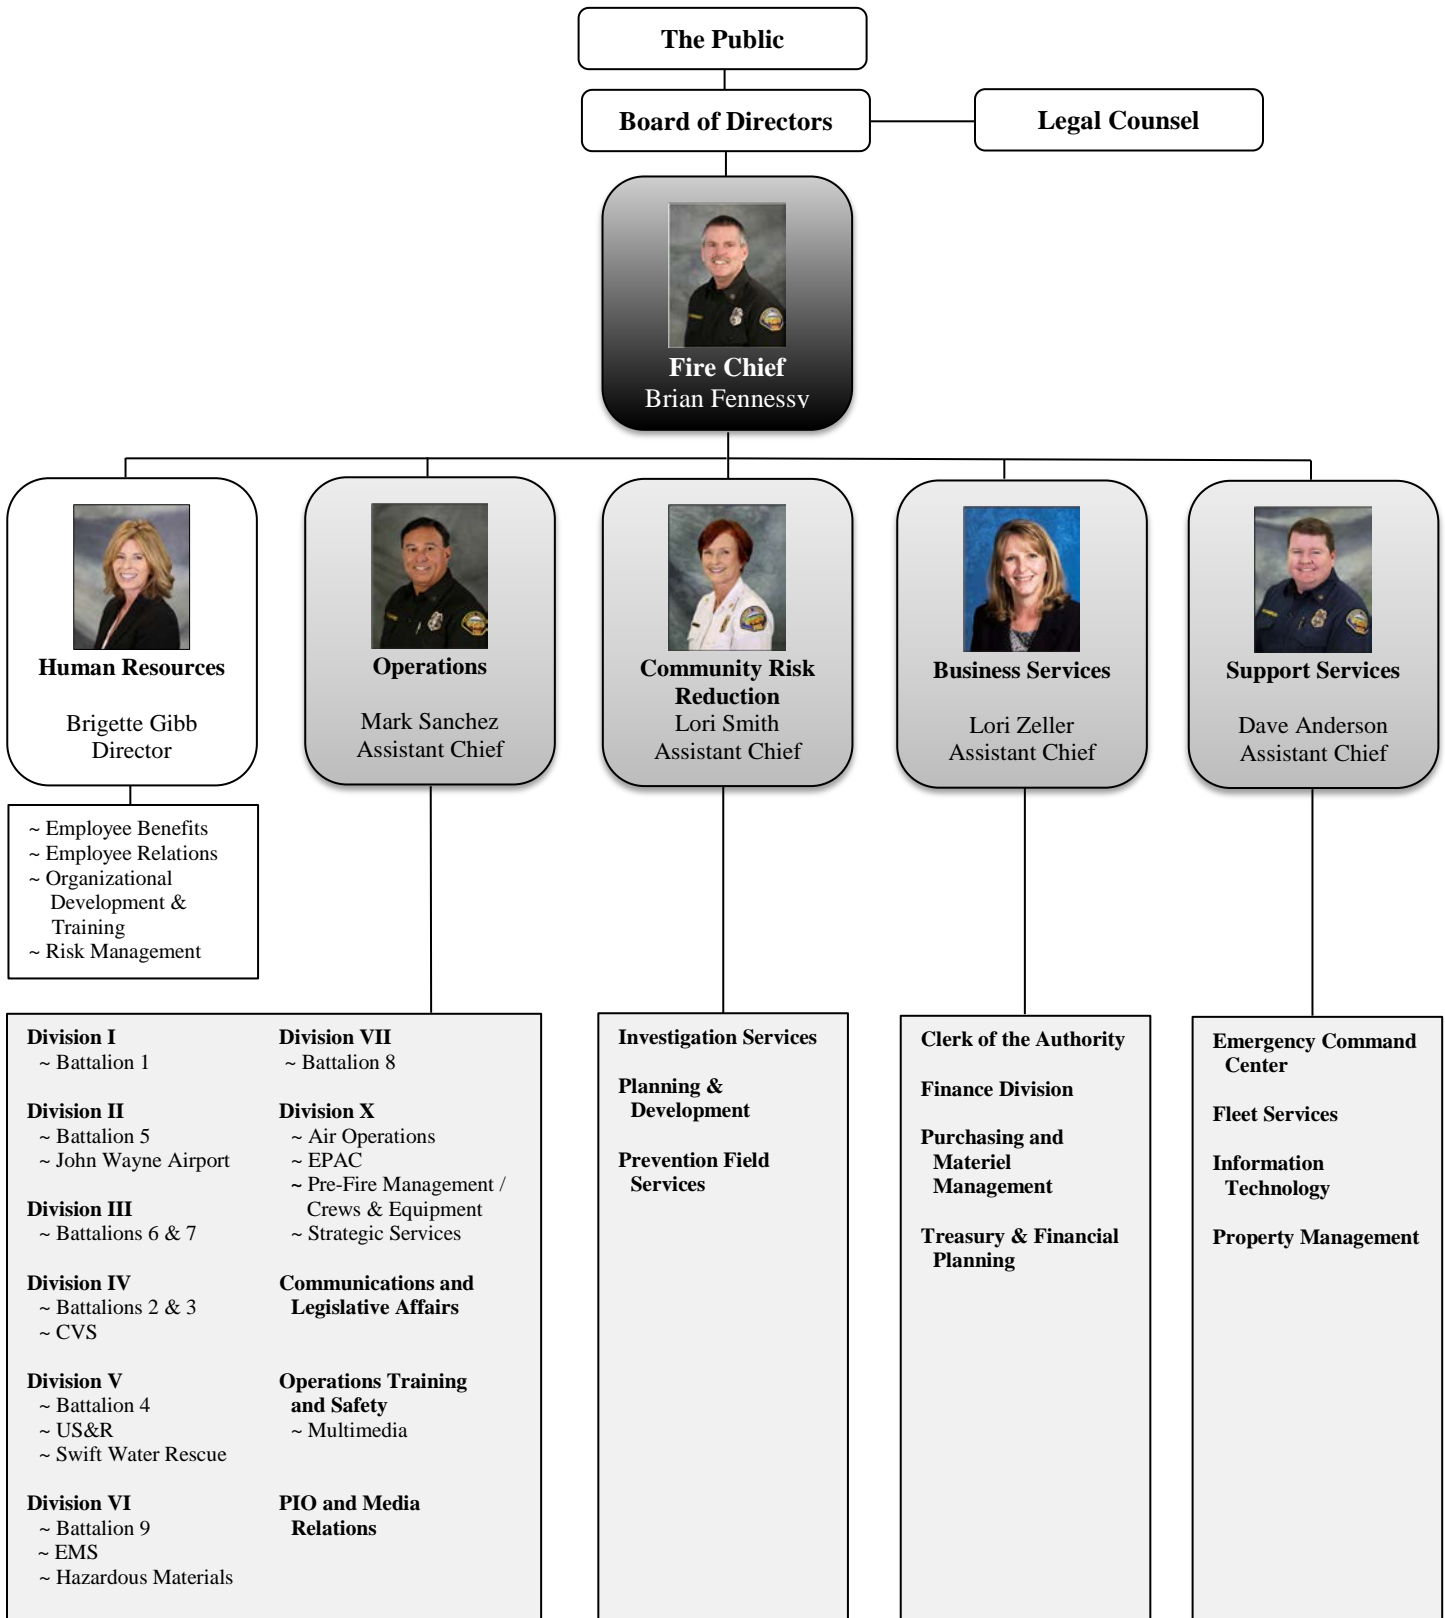 The Public
Board of Directors
Legal Counsel
Fire Chief
Brian Fennessy
Human Resources
Brigette Gibb
Director
Operations
Mark Sanchez
Assistant Chief
Community Risk
Reduction
Lori Smith
Assistant Chief
Business Services
Lori Zeller
Assistant Chief
Support Services
Dave Anderson
Assistant Chief
~ Employee Benefits
~ Employee Relations
~ Organizational
Development &
Training
~ Risk Management
Division I
~ Battalion 1
Division II
~ Battalion 5
~ John Wayne Airport
Division III
~ Battalions 6 & 7
Division IV
~ Battalions 2 & 3
~ CVS
Division V
~ Battalion 4
~ US&R
~ Swift Water Rescue
Division VI
~ Battalion 9
~ EMS
~ Hazardous Materials
Division VII
~ Battalion 8
Division X
~ Air Operations
~ EPAC
~ Pre-Fire Management /
Crews & Equipment
~ Strategic Services
Communications and
Legislative Affairs
Operations Training
and Safety
~ Multimedia
PIO and Media
Relations
Investigation Services
Planning &
Development
Prevention Field
Services
Clerk of the Authority
Finance Division
Purchasing and
Materiel
Management
Treasury & Financial
Planning
Emergency Command
Center
Fleet Services
Information
Technology
Property Management